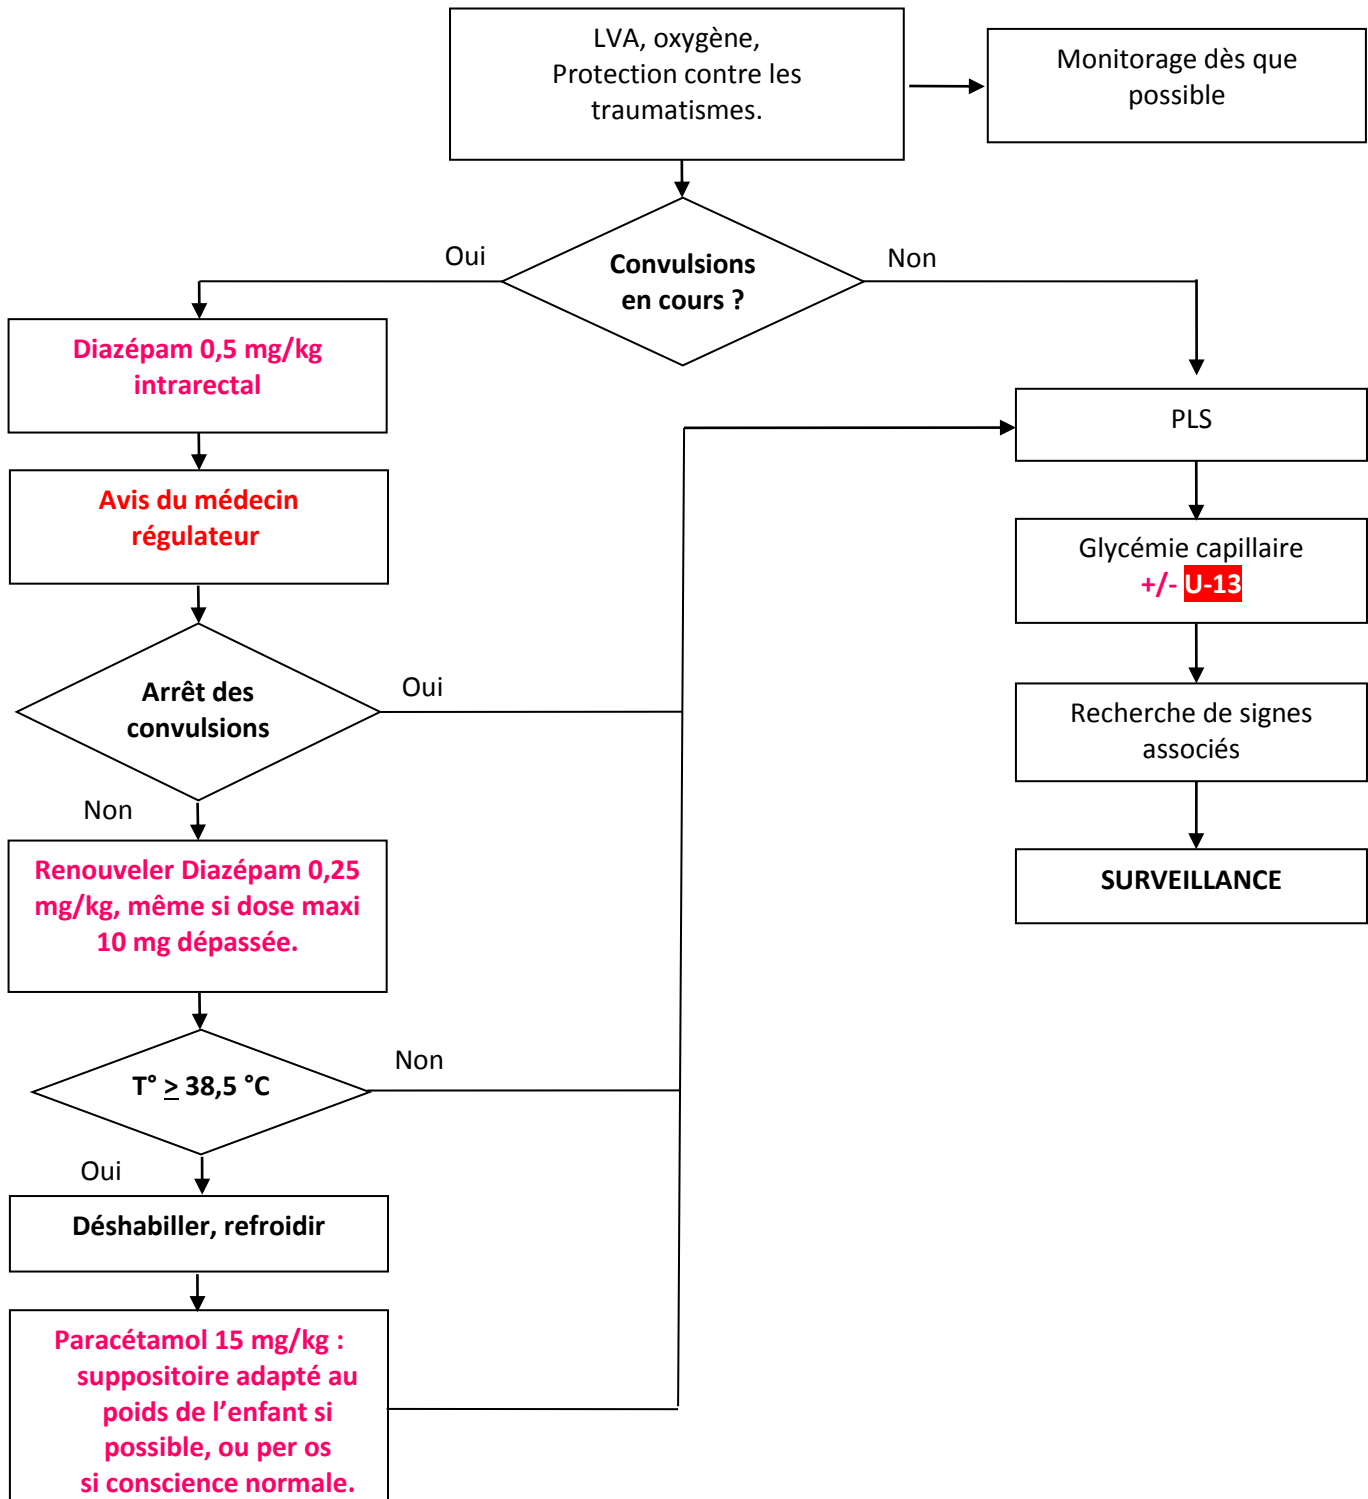 LVA, oxygène,
Protection contre les
traumatismes.
Monitorage dès que
possible
Convulsions
en cours ?
Oui
Non
Diazépam 0,5 mg/kg
intrarectal
Avis du médecin
régulateur
Arrêt des
convulsions
Oui
Non
Renouveler Diazépam 0,25
mg/kg, même si dose maxi
10 mg dépassée.
T° ≥ 38,5 °C
Non
Oui
Déshabiller, refroidir
Paracétamol 15 mg/kg :
suppositoire adapté au
poids de l’enfant si
possible, ou per os
si conscience normale.
PLS
Glycémie capillaire
+/- U-13
Recherche de signes
associés
SURVEILLANCE